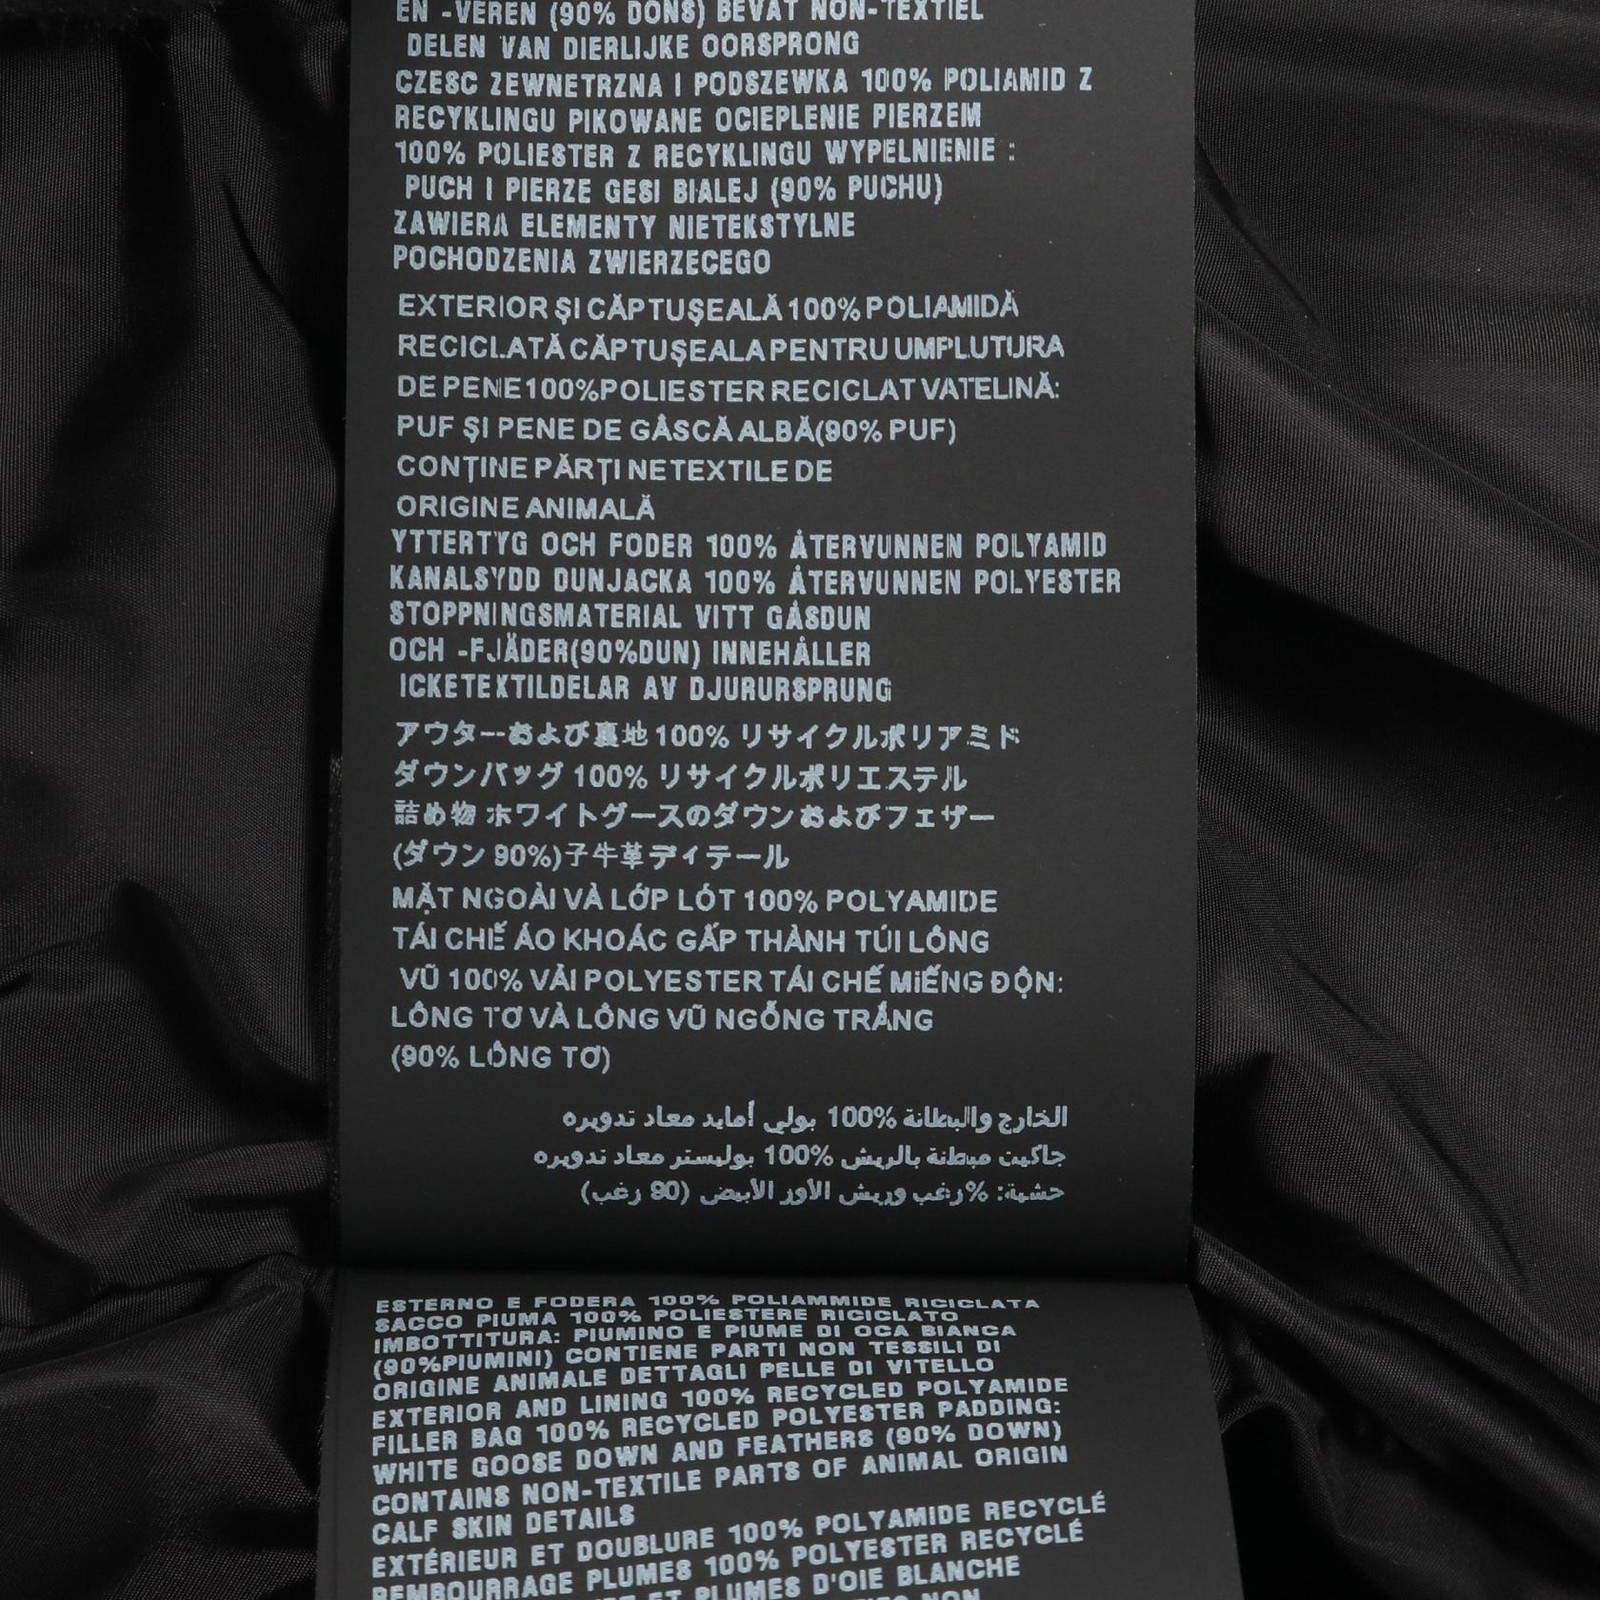 EN -VEREN (90% DONS) BEVAT NON-TEXTIEL
DELEN VAN DIERLIJKE OORSPRONG
CZESC ZEWNETRZNA I PODSZEWKA 100% POLIAMID Z
RECYKLINGU PIKOWANE OCIEPLENIE PIERZEM
100% POLIESTER Z RECYKLINGU WYPELNIENIE :
PUCH I PIERZE GESI BIALEJ (90% PUCHU)
ZAWIERA ELEMENTY NIETEKSTYLNE
POCHODZENIA ZWIERZECEGO
EXTERIOR ȘI CĂPTUȘEALĂ 100% POLIAMIDĂ
RECICLATĂ CĂPTUȘEALA PENTRU UMPLUTURA
DE PENE 100% POLIESTER RECICLAT VATELINĂ:
PUF ȘI PENE DE GÂSCĂ ALBĂ(90% PUF)
CONȚINE PĂRȚI NETEXTILE DE
ORIGINE ANIMALĂ
YTTERTYG OCH FODER 100% ÅTERVUNNEN POLYAMID
KANALSYDD DUNJACKA 100% ÅTERVUNNEN POLYESTER
STOPPNINGSMATERIAL VITT GÅSDUN
OCH -FJÄDER(90%DUN) INNEHÅLLER
ICKETEXTILDELAR AV DJURURSPRUNG
アウターおよび裏地 100% リサイクルポリアミド
ダウンバッグ 100% リサイクルポリエステル
詰め物 ホワイトグースのダウンおよびフェザー
(ダウン 90%)子牛革ディテール
MẶT NGOÀI VÀ LỚP LÓT 100% POLYAMIDE
TÁI CHẾ ÁO KHOÁC GẤP THÀNH TÚI LÔNG
VŨ 100% VẢI POLYESTER TÁI CHẾ MIẾNG ĐỘN:
LÔNG TƠ VÀ LÔNG VŨ NGỖNG TRẮNG
(90% LÔNG TƠ)
الخارج والبطانة %100 بولي أمايد معاد تدويره
جاكيت مبطنة بالريش %100 بوليستر معاد تدويره
حشية: %رغب وريش الأور الأبيض (90 رغب)
ESTERNO E FODERA 100% POLIAMMIDE RICICLATA
SACCO PIUMA 100% POLIESTERE RICICLATO
IMBOTTITURA: PIUMINO E PIUME DI OCA BIANCA
(90%PIUMINI) CONTIENE PARTI NON TESSILI DI
ORIGINE ANIMALE DETTAGLI PELLE DI VITELLO
EXTERIOR AND LINING 100% RECYCLED POLYAMIDE
FILLER BAG 100% RECYCLED POLYESTER PADDING:
WHITE GOOSE DOWN AND FEATHERS (90% DOWN)
CONTAINS NON-TEXTILE PARTS OF ANIMAL ORIGIN
CALF SKIN DETAILS
EXTÉRIEUR ET DOUBLURE 100% POLYAMIDE RECYCLÉ
REMBOURRAGE PLUMES 100% POLYESTER RECYCLÉ
ET PLUMES D'OIE BLANCHE
NON